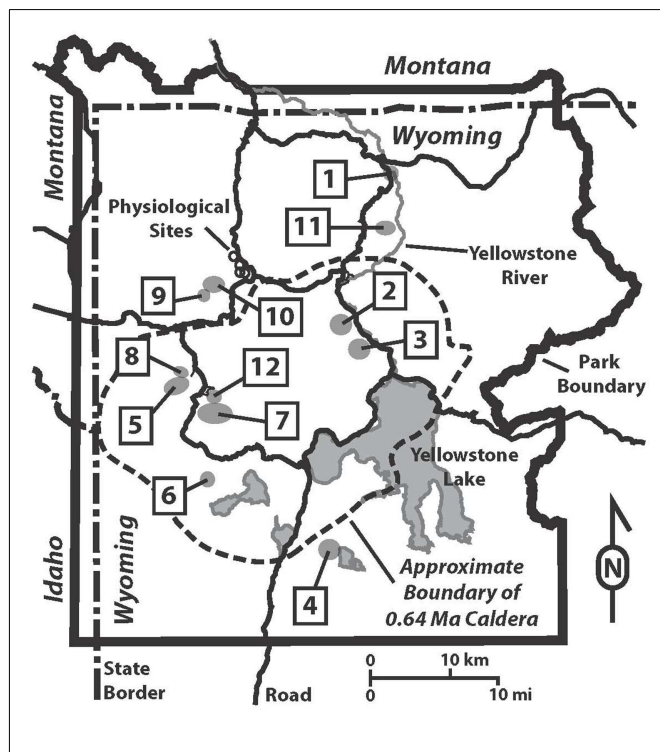 Montana
Montana
Wyoming
1
Physiological
Sites
11
Yellowstone
River
9
10
2
3
8
12
Park
Boundary
5
7
Yellowstone
Lake
6
Idaho
Wyoming
4
Approximate
Boundary of
0.64 Ma Caldera
N
0 10 km
0 10 mi
State
Border
Road